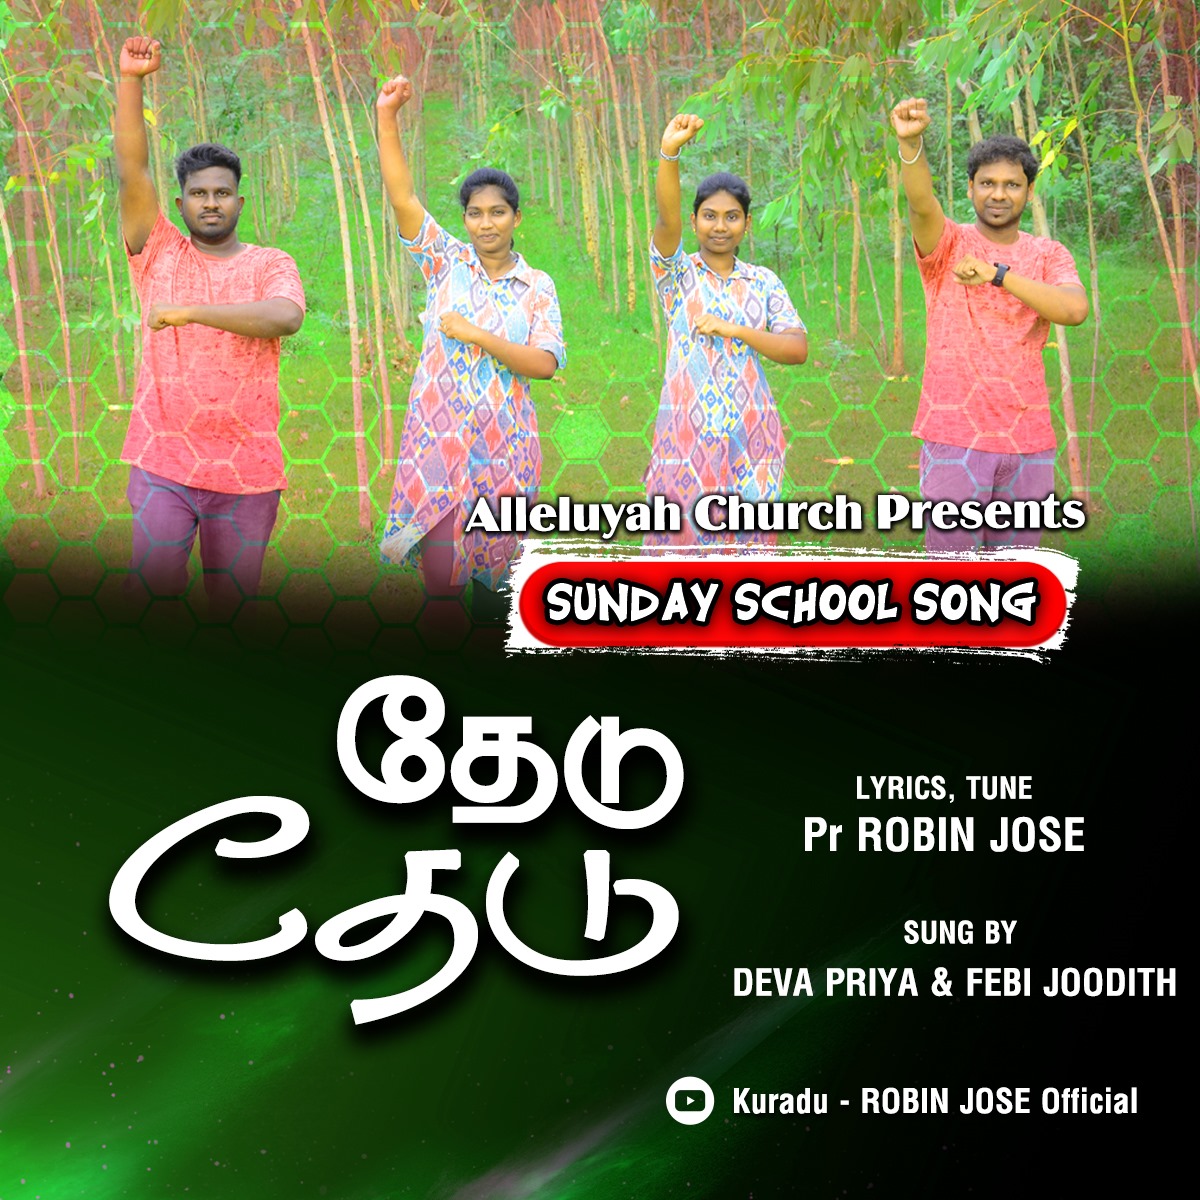 Alleluyah Church Presents
SUNDAY SCHOOL SONG
தேடு
தேடு
LYRICS, TUNE
Pr ROBIN JOSE
SUNG BY
DEVA PRIYA & FEBI JOODITH
Kuradu - ROBIN JOSE Official